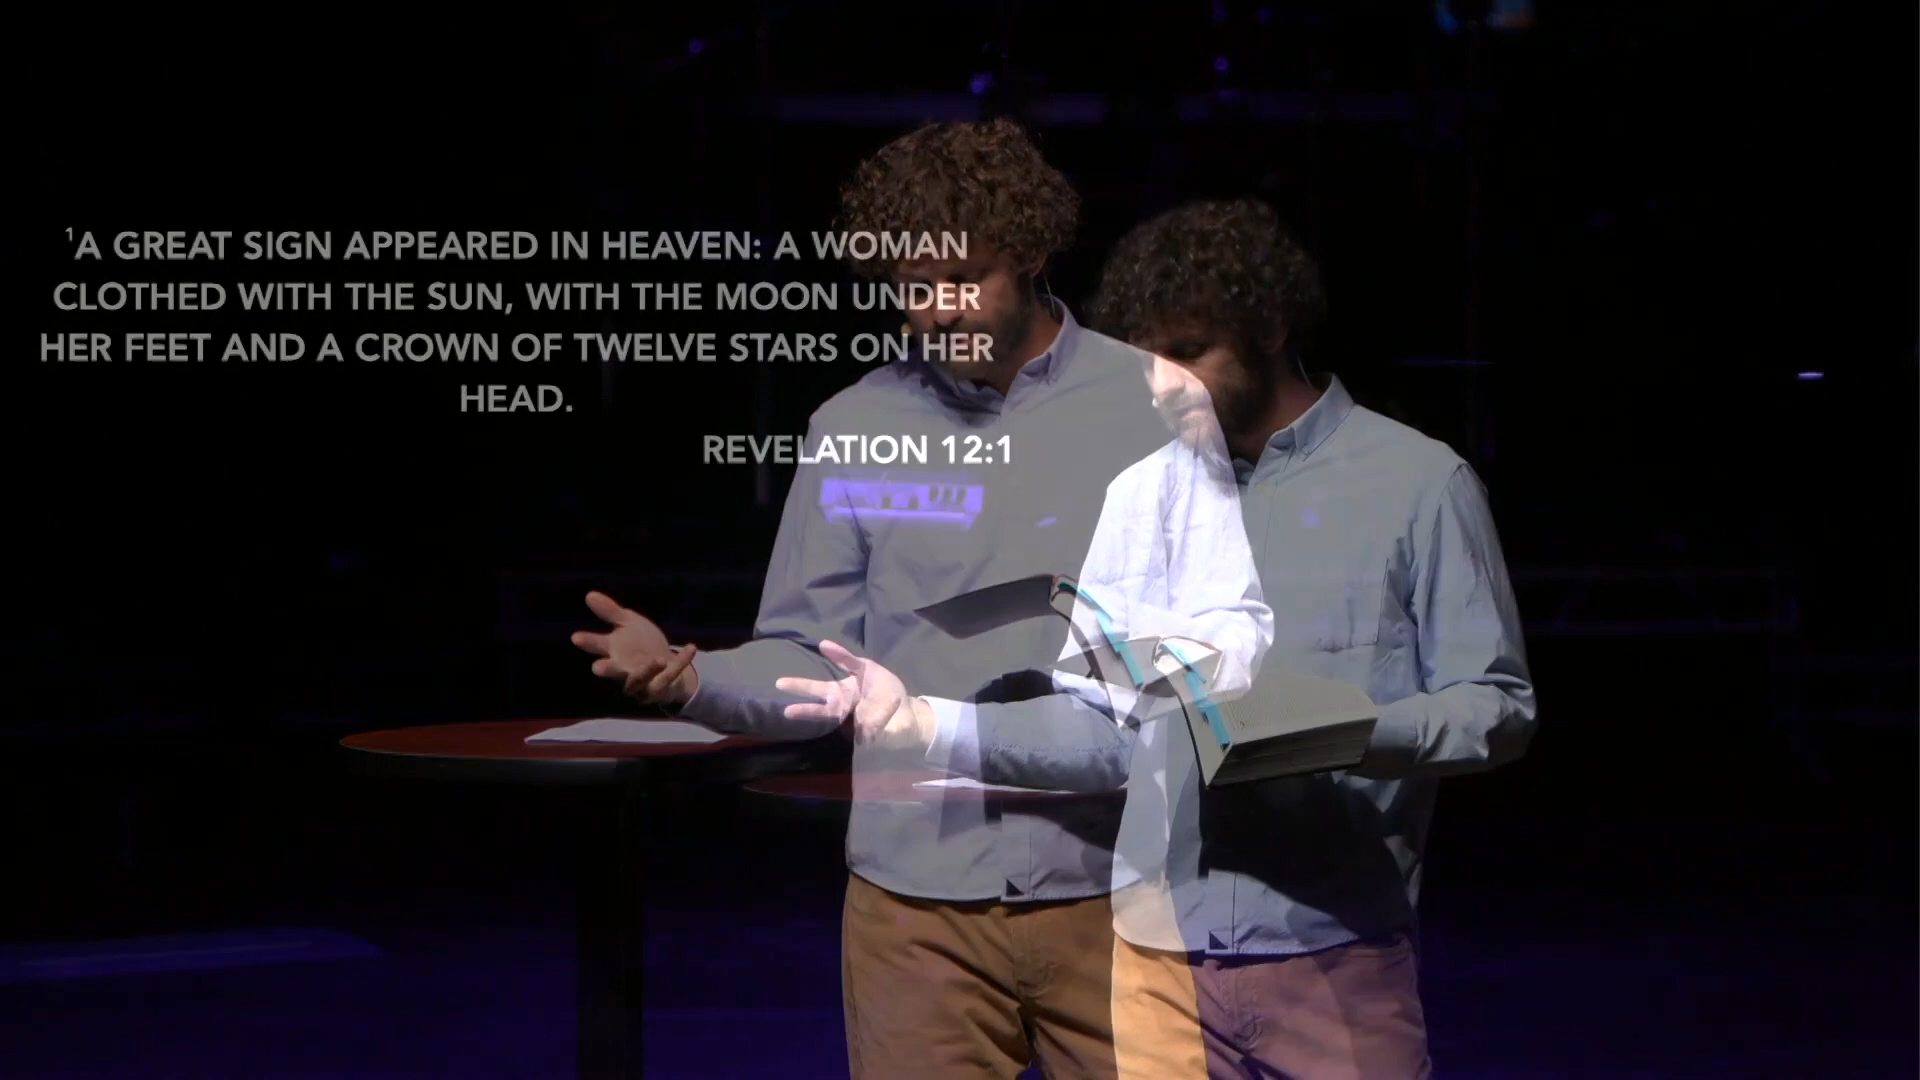 ¹A GREAT SIGN APPEARED IN HEAVEN: A WOMAN
CLOTHED WITH THE SUN, WITH THE MOON UNDER
HER FEET AND A CROWN OF TWELVE STARS ON HER
HEAD.
REVELATION 12:1